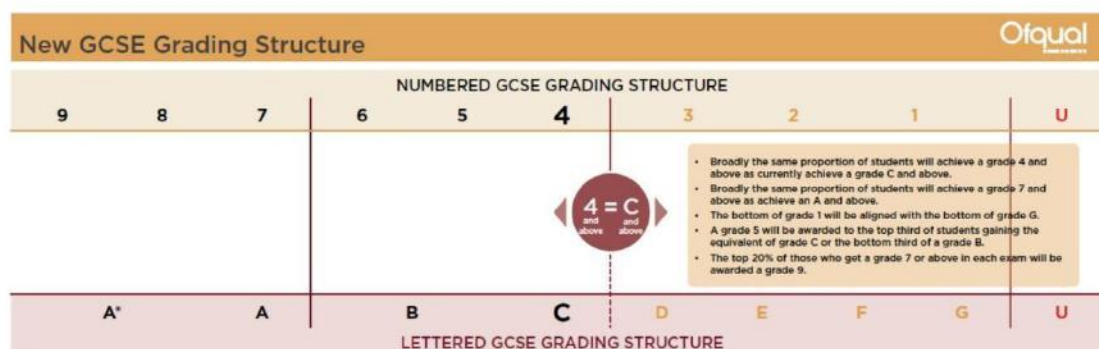 New GCSE Grading Structure
Ofqual
NUMBERED GCSE GRADING STRUCTURE
9 8 7 6 5 4 3 2 1 U
• Broadly the same proportion of students will achieve a grade 4 and
above as currently achieve a grade C and above.
• Broadly the same proportion of students will achieve a grade 7 and
above as achieve an A and above.
• The bottom of grade 1 will be aligned with the bottom of grade G.
• A grade 5 will be awarded to the top third of students gaining the
equivalent of grade C or the bottom third of a grade B.
• The top 20% of those who get a grade 7 or above in each exam will be
awarded a grade 9.
4 = C
and and
above above
A* A B C D E F G U
LETTERED GCSE GRADING STRUCTURE